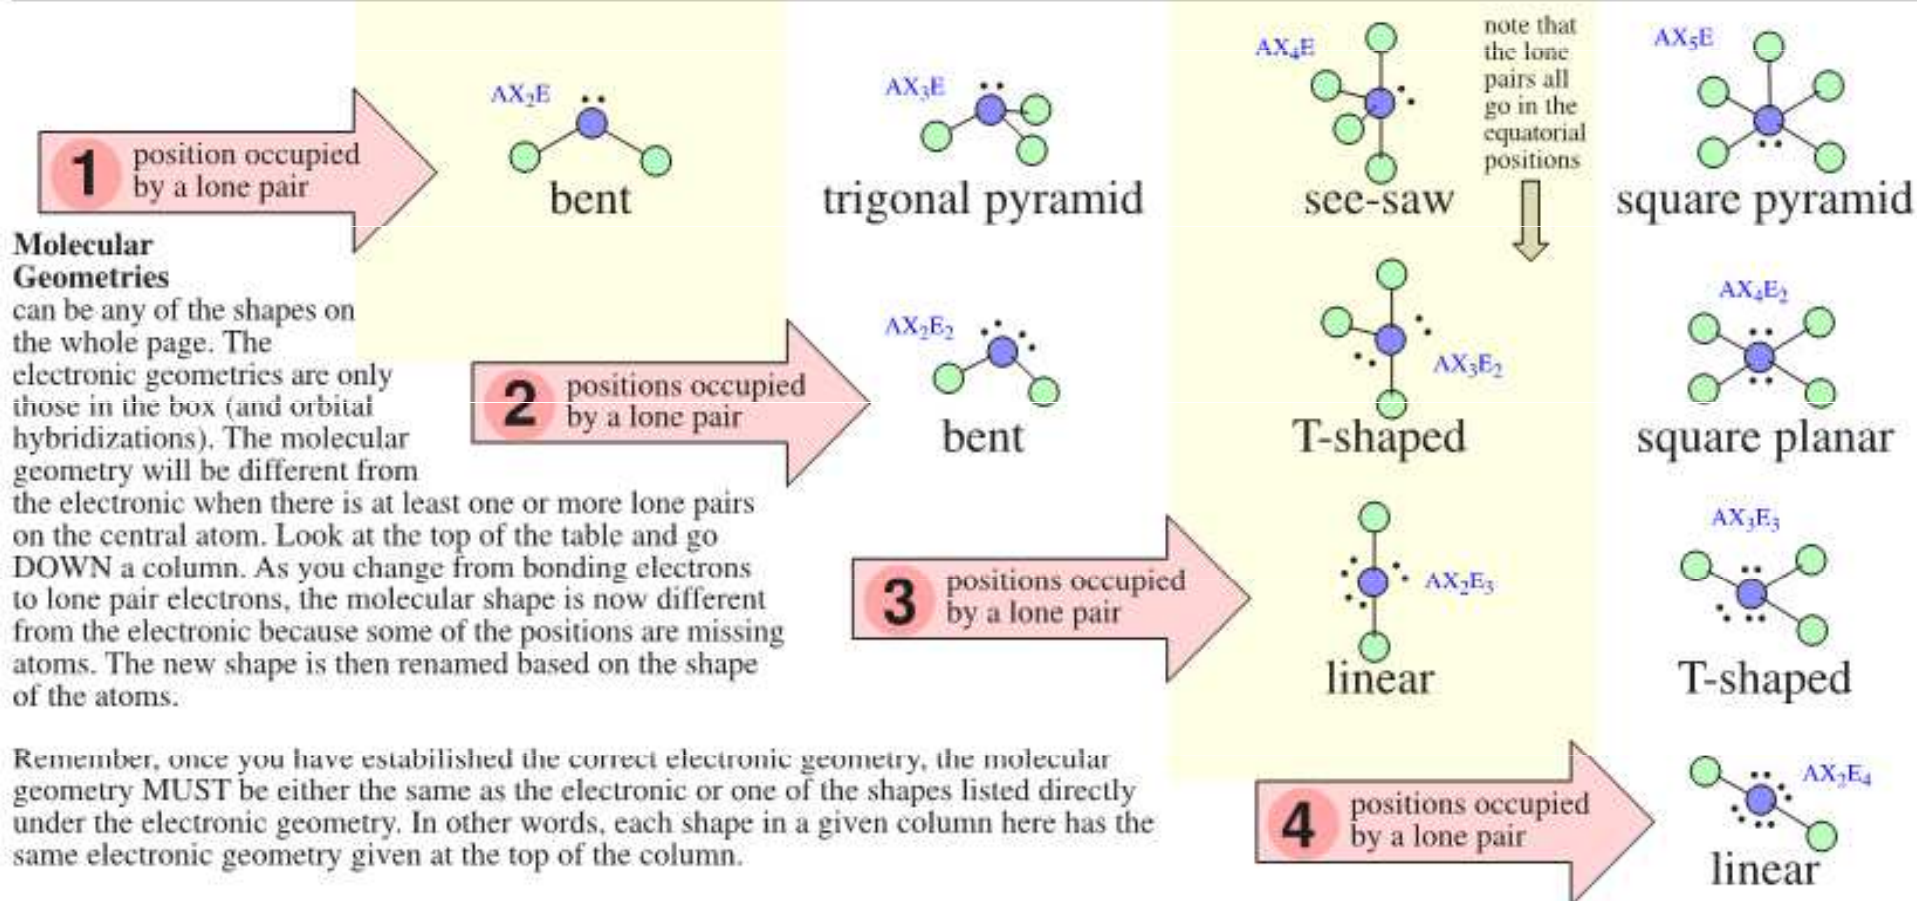 1 position occupied
by a lone pair
AX₂E
bent
AX₃E
trigonal pyramid
AX₄E
see-saw
note that
the lone
pairs all
go in the
equatorial
positions
AX₅E
square pyramid
Molecular
Geometries
can be any of the shapes on
the whole page. The
electronic geometries are only
those in the box (and orbital
hybridizations). The molecular
geometry will be different from
the electronic when there is at least one or more lone pairs
on the central atom. Look at the top of the table and go
DOWN a column. As you change from bonding electrons
to lone pair electrons, the molecular shape is now different
from the electronic because some of the positions are missing
atoms. The new shape is then renamed based on the shape
of the atoms.
2 positions occupied
by a lone pair
AX₂E₂
bent
AX₃E₂
T-shaped
AX₄E₂
square planar
3 positions occupied
by a lone pair
AX₂E₃
linear
AX₃E₃
T-shaped
Remember, once you have estabilished the correct electronic geometry, the molecular
geometry MUST be either the same as the electronic or one of the shapes listed directly
under the electronic geometry. In other words, each shape in a given column here has the
same electronic geometry given at the top of the column.
4 positions occupied
by a lone pair
AX₂E₄
linear